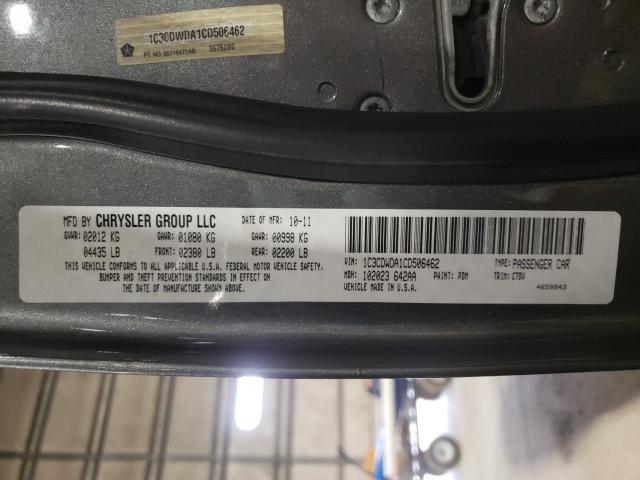 1C3CDWDA1CD506462
PT. NO. 05116471AB 3675080
MFD BY CHRYSLER GROUP LLC DATE OF MFR: 10-11
GVWR: 02012 KG GAWR: 01080 KG GAWR: 00998 KG
04435 LB FRONT: 02380 LB REAR: 02200 LB
THIS VEHICLE CONFORMS TO ALL APPLICABLE U.S.A. FEDERAL MOTOR VEHICLE SAFETY,
BUMPER AND THEFT PREVENTION STANDARDS IN EFFECT ON
THE DATE OF MANUFACTURE SHOWN ABOVE.
VIN: 1C3CDWDA1CD506462 TYPE: PASSENGER CAR
MDH: 102023 642AA PAINT: PDM TRIM: C7DV
VEHICLE MADE IN U.S.A. 4658843